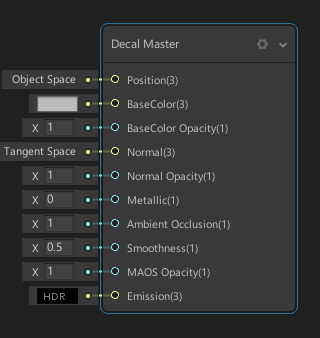 Decal Master
Object Space Position(3)
BaseColor(3)
X 1 BaseColor Opacity(1)
Tangent Space Normal(3)
X 1 Normal Opacity(1)
X 0 Metallic(1)
X 1 Ambient Occlusion(1)
X 0.5 Smoothness(1)
X 1 MAOS Opacity(1)
HDR Emission(3)